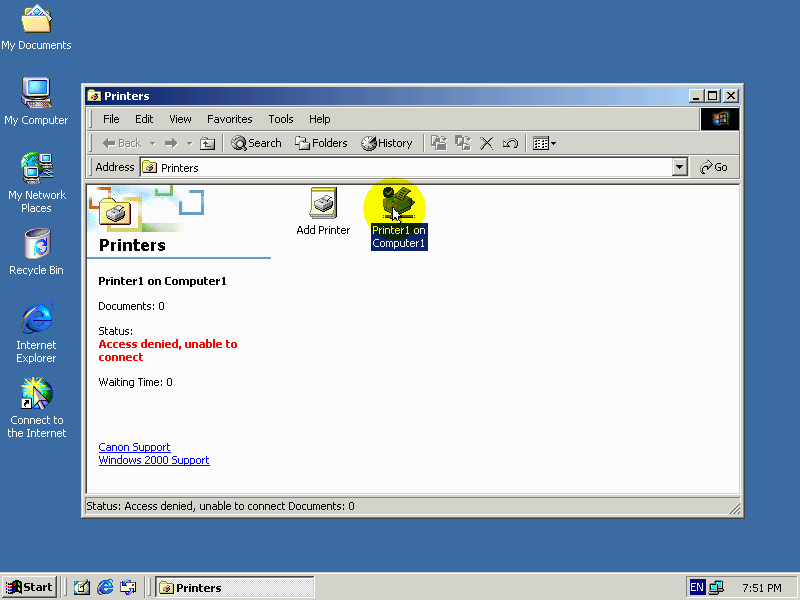 My Documents
My Computer
My Network
Places
Recycle Bin
Internet
Explorer
Connect to
the Internet
Printers
File Edit View Favorites Tools Help
Back Search Folders History
Address Printers Go
Printers
Printer1 on Computer1
Documents: 0
Status:
Access denied, unable to
connect
Waiting Time: 0
Canon Support
Windows 2000 Support
Add Printer
Printer1 on
Computer1
Status: Access denied, unable to connect Documents: 0
Start Printers EN 7:51 PM